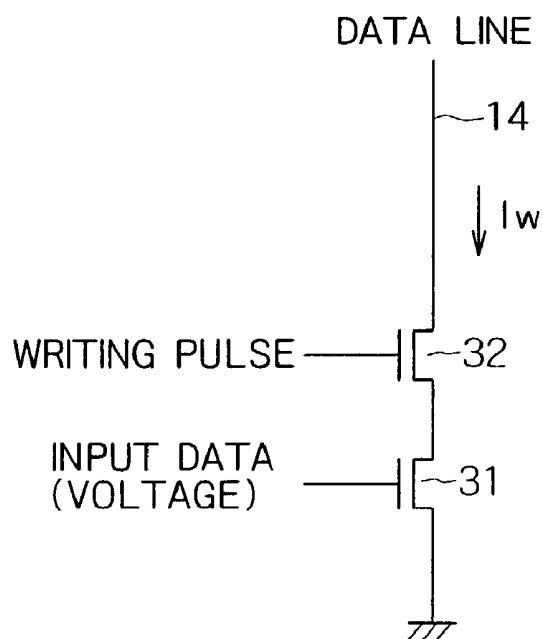 DATA LINE
14
Iw
WRITING PULSE
32
INPUT DATA
(VOLTAGE)
31